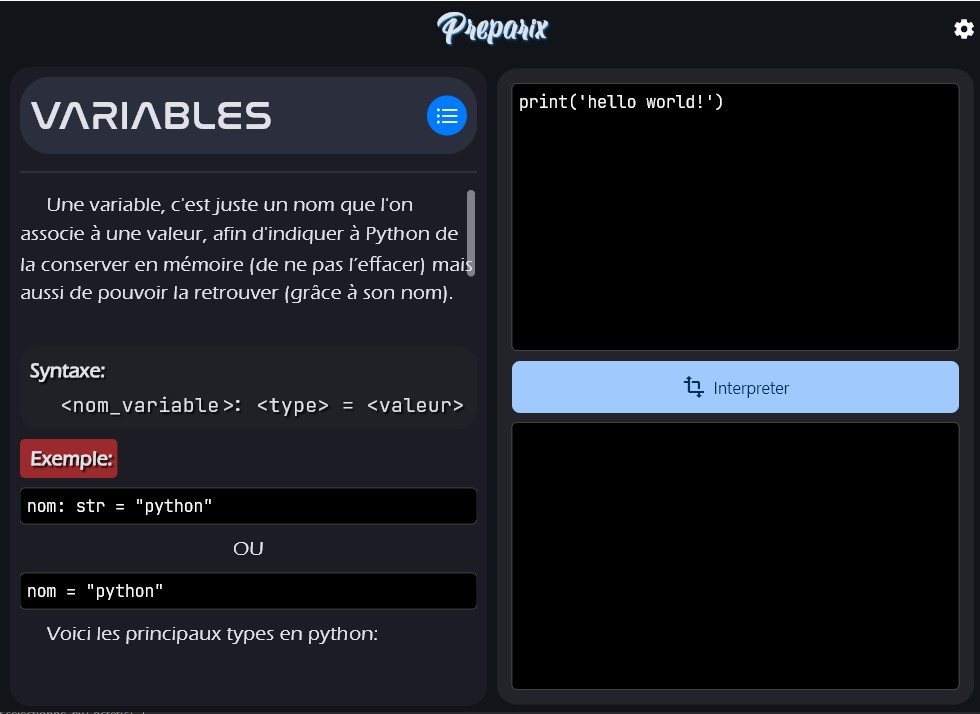 Preparix
VARIABLES
Une variable, c'est juste un nom que l'on
associe à une valeur, afin d'indiquer à Python de
la conserver en mémoire (de ne pas l’effacer) mais
aussi de pouvoir la retrouver (grâce à son nom).
Syntaxe:
<nom_variable>: <type> = <valeur>
Exemple:
nom: str = "python"
OU
nom = "python"
Voici les principaux types en python:
print('hello world!')
Interpreter